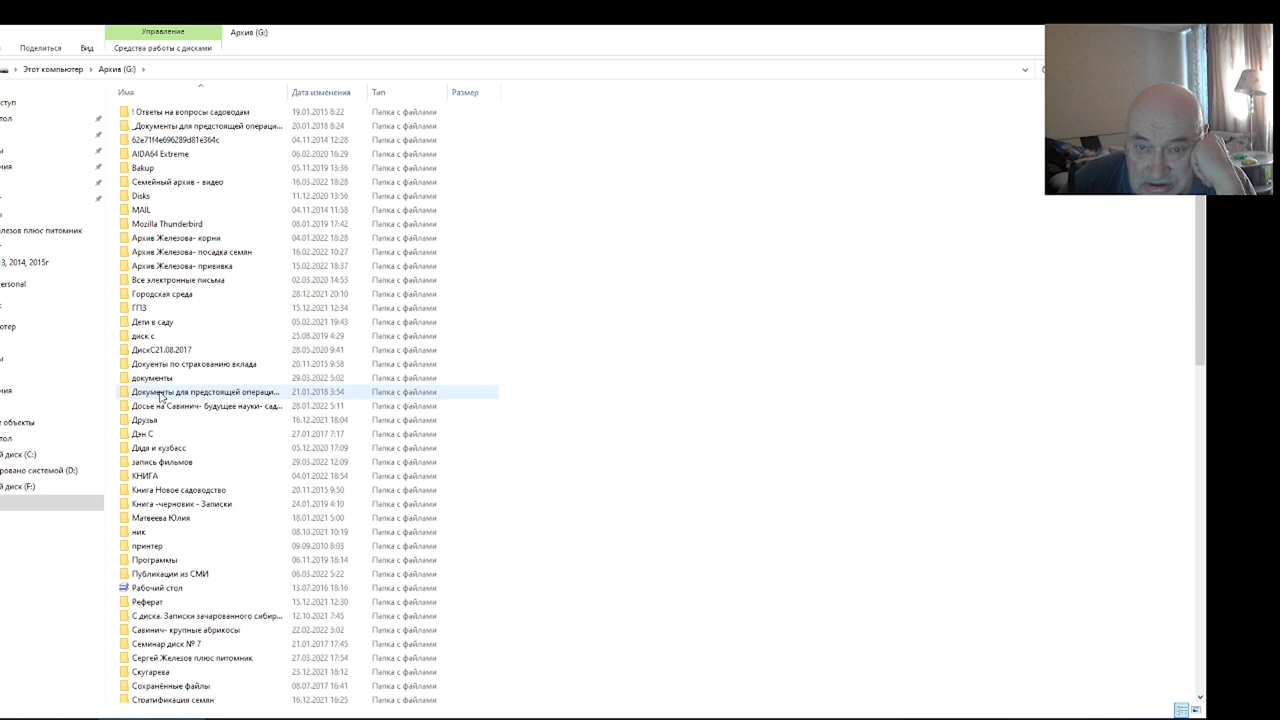 Управление
Архив (G:)
Поделиться
Вид
Средства работы с дисками
Этот компьютер > Архив (G:) >
Имя
Дата изменения
Тип
Размер
! Ответы на вопросы садоводам 19.01.2015 8:22 Папка с файлами
_Документы для предстоящей операци... 20.01.2018 8:24 Папка с файлами
62e71f4e696289d81e364c 04.11.2014 12:28 Папка с файлами
AIDA64 Extreme 06.02.2020 16:29 Папка с файлами
Bakup 05.11.2019 13:36 Папка с файлами
Семейный архив - видео 16.03.2022 18:28 Папка с файлами
Disks 11.12.2020 13:56 Папка с файлами
MAIL 04.11.2014 11:58 Папка с файлами
Mozilla Thunderbird 08.01.2019 17:42 Папка с файлами
Архив Железова- корни 04.01.2022 18:28 Папка с файлами
Архив Железова- посадка семян 16.02.2022 10:27 Папка с файлами
Архив Железова- прививка 15.02.2022 18:37 Папка с файлами
Все электронные письма 02.03.2020 14:53 Папка с файлами
Городская среда 28.12.2021 20:10 Папка с файлами
ГПЗ 15.12.2021 12:34 Папка с файлами
Дети в саду 05.02.2021 19:43 Папка с файлами
диск с 25.08.2019 4:29 Папка с файлами
ДискС21.08.2017 28.05.2020 9:41 Папка с файлами
Докуенты по страхованию вклада 20.11.2015 9:58 Папка с файлами
документы 29.03.2022 5:02 Папка с файлами
Документы для предстоящей операци... 21.01.2018 3:54 Папка с файлами
Досье на Савинич- будущее науки- сад... 28.01.2022 5:11 Папка с файлами
Друзья 16.12.2021 18:04 Папка с файлами
Дэн С 27.01.2017 7:17 Папка с файлами
Дядя и кузбасс 05.12.2020 17:09 Папка с файлами
запись фильмов 29.03.2022 12:09 Папка с файлами
КНИГА 04.01.2022 18:54 Папка с файлами
Книга Новое садоводство 20.11.2015 9:50 Папка с файлами
Книга -черновик - Записки 24.01.2019 4:10 Папка с файлами
Матвеева Юлия 18.01.2021 5:00 Папка с файлами
ник 08.10.2021 10:19 Папка с файлами
принтер 09.09.2010 8:03 Папка с файлами
Программы 06.11.2019 18:14 Папка с файлами
Публикации из СМИ 06.03.2022 5:22 Папка с файлами
Рабочий стол 13.07.2016 18:16 Папка с файлами
Реферат 15.12.2021 12:30 Папка с файлами
С диска. Записки зачарованного сибир... 12.10.2021 7:45 Папка с файлами
Савинич- крупные абрикосы 22.02.2022 3:02 Папка с файлами
Семинар диск № 7 21.01.2017 17:45 Папка с файлами
Сергей Железов плюс питомник 27.03.2022 17:54 Папка с файлами
Скугарева 23.12.2021 18:12 Папка с файлами
Сохранённые файлы 08.07.2017 16:41 Папка с файлами
Стратификация семян 16.12.2021 16:25 Папка с файлами
ступ
тол
ы
ния
лезов плюс питомник
13, 2014, 2015г
ersonal
ютер
ы
ния
е объекты
тол
й диск (C:)
ровано системой (D:)
й диск (F:)